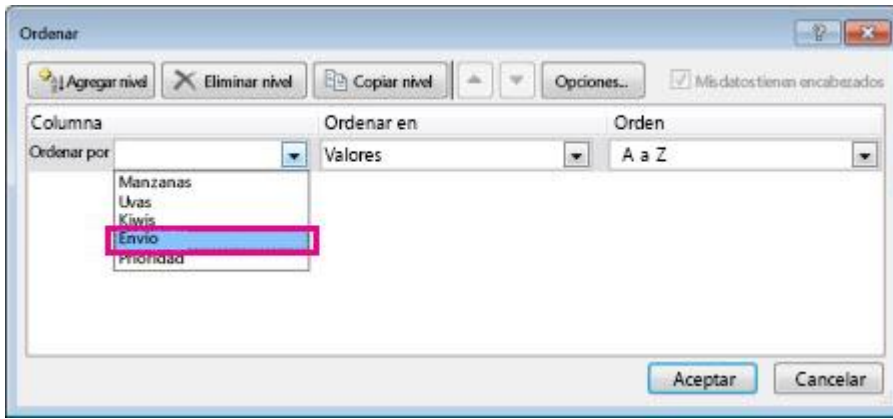 Ordenar
Agregar nivel Eliminar nivel Copiar nivel Opciones... Mis datos tienen encabezados
Columna Ordenar en Orden
Ordenar por Valores A a Z
Manzanas
Uvas
Kiwis
Envío
Prioridad
Aceptar Cancelar